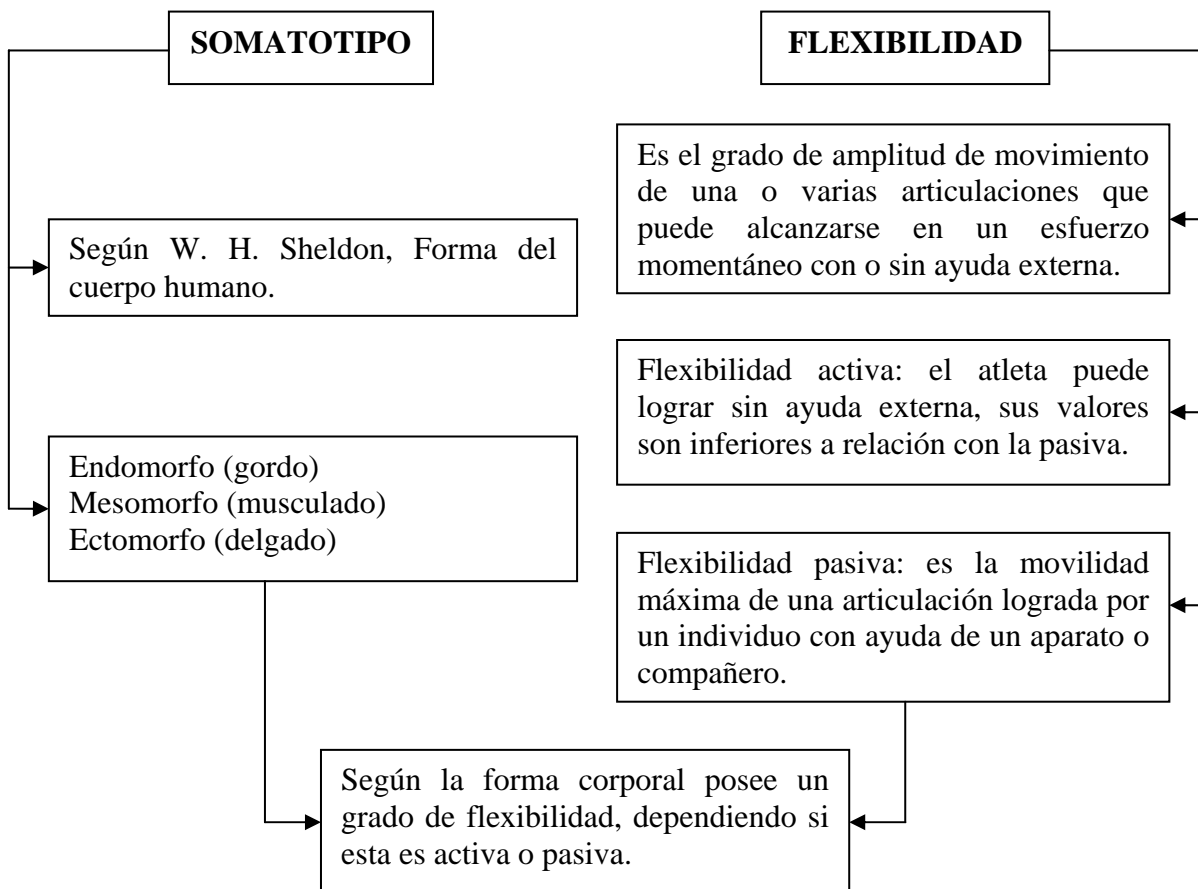 SOMATOTIPO
Según W. H. Sheldon, Forma del
cuerpo humano.
Endomorfo (gordo)
Mesomorfo (musculado)
Ectomorfo (delgado)
FLEXIBILIDAD
Es el grado de amplitud de movimiento
de una o varias articulaciones que
puede alcanzarse en un esfuerzo
momentáneo con o sin ayuda externa.
Flexibilidad activa: el atleta puede
lograr sin ayuda externa, sus valores
son inferiores a relación con la pasiva.
Flexibilidad pasiva: es la movilidad
máxima de una articulación lograda por
un individuo con ayuda de un aparato o
compañero.
Según la forma corporal posee un
grado de flexibilidad, dependiendo si
esta es activa o pasiva.